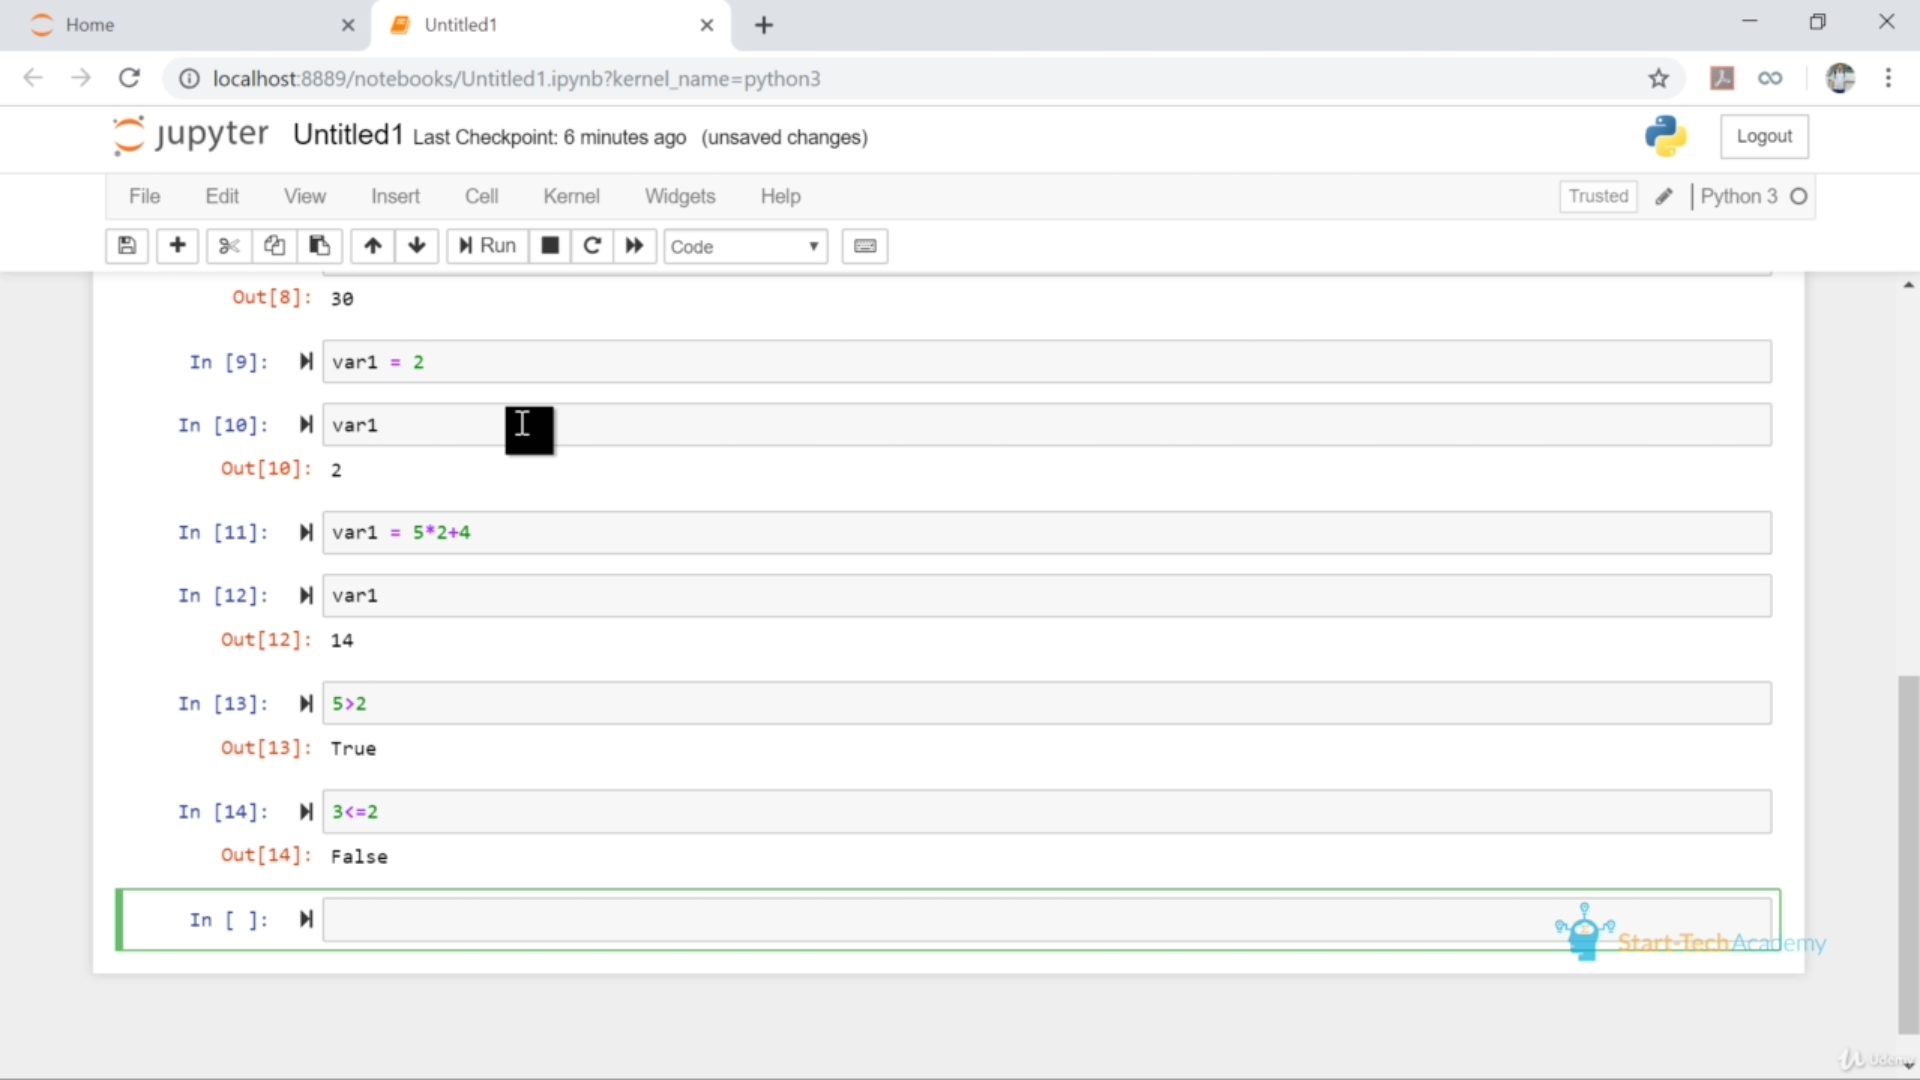 Home
Untitled1
localhost:8889/notebooks/Untitled1.ipynb?kernel_name=python3
jupyter Untitled1 Last Checkpoint: 6 minutes ago (unsaved changes)
Logout
File Edit View Insert Cell Kernel Widgets Help
Trusted
Python 3
Run
Code
Out[8]: 30
In [9]: var1 = 2
In [10]: var1
Out[10]: 2
In [11]: var1 = 5*2+4
In [12]: var1
Out[12]: 14
In [13]: 5>2
Out[13]: True
In [14]: 3<=2
Out[14]: False
In [ ]:
Start-Tech Academy
Udemy